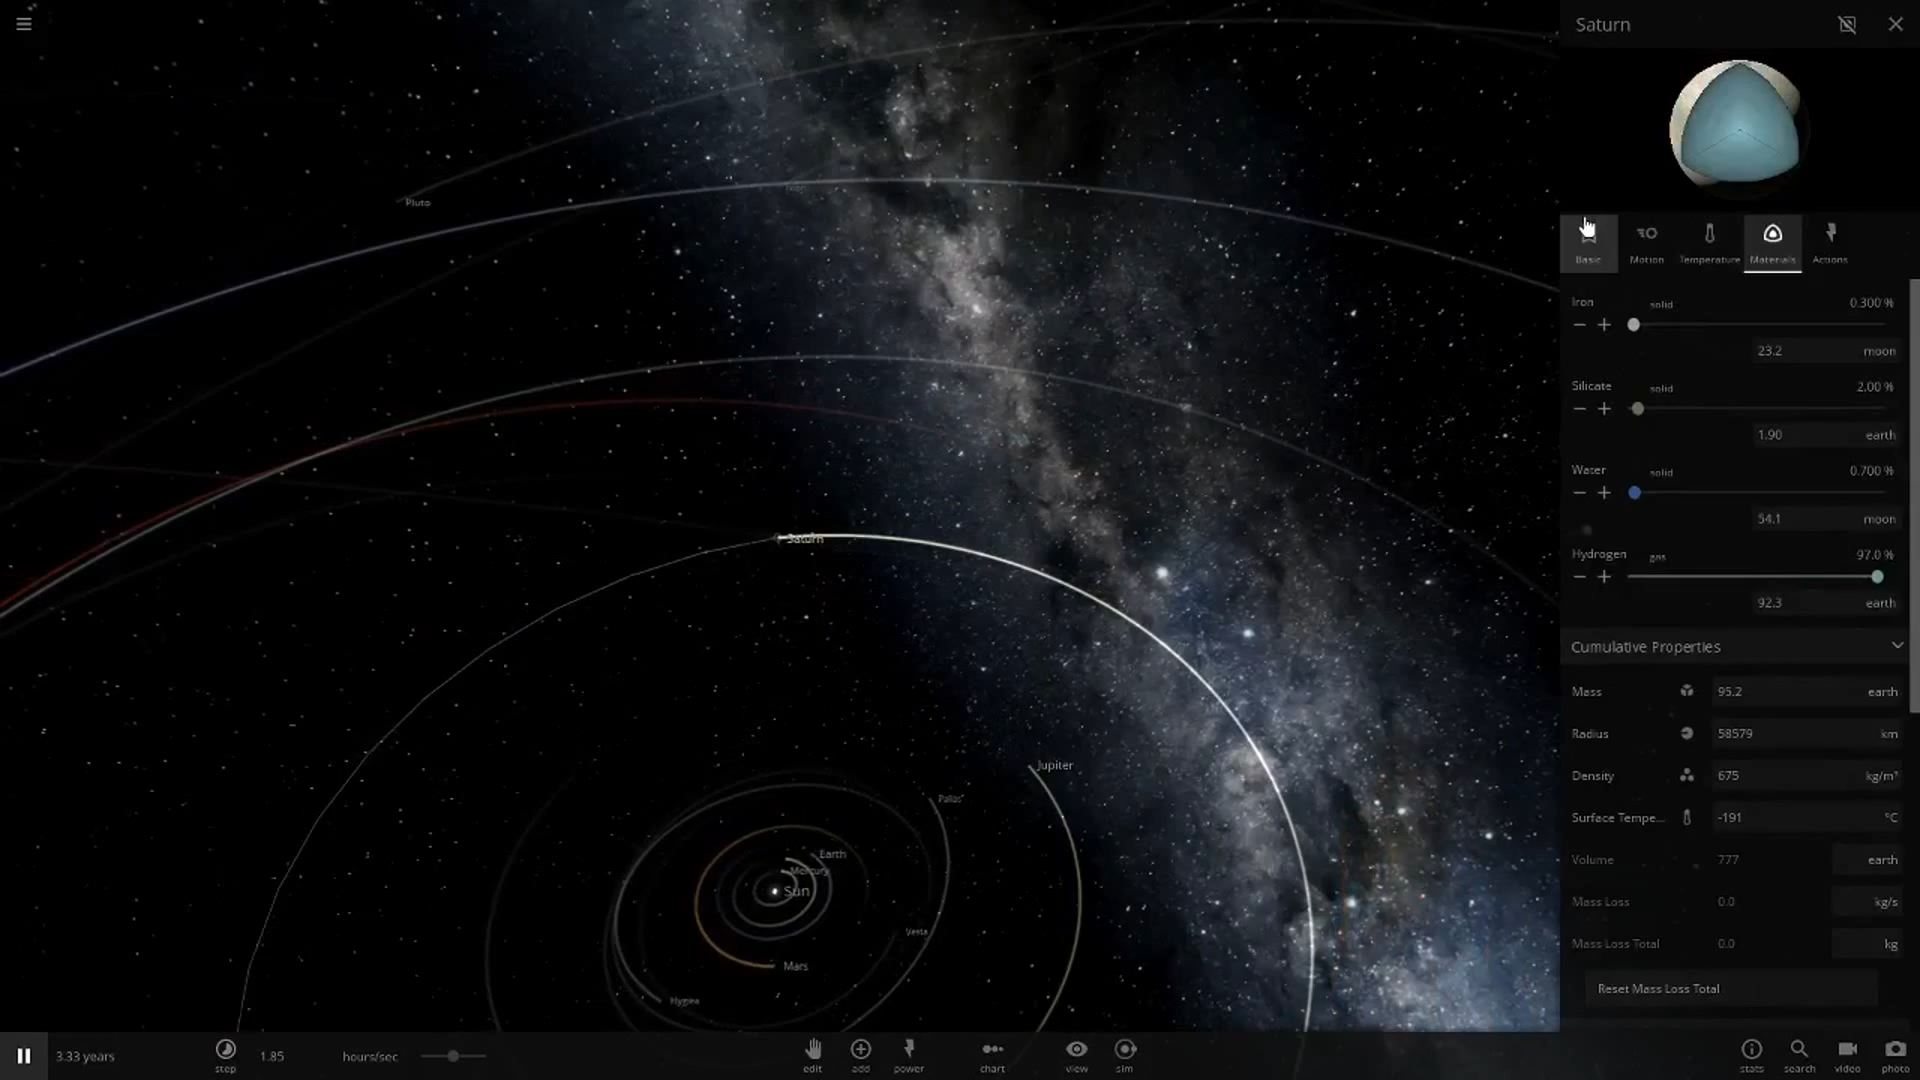 Saturn
Pluto
Basic
Motion
Temperature
Materials
Actions
Iron solid 0.300 %
23.2 moon
Silicate solid 2.00 %
1.90 earth
Water solid 0.700 %
54.1 moon
Hydrogen gas 97.0 %
92.3 earth
Cumulative Properties
Mass 95.2 earth
Radius 58579 km
Density 675 kg/m³
Surface Tempe... -191 °C
Volume 777 earth
Mass Loss 0.0 kg/s
Mass Loss Total 0.0 kg
Reset Mass Loss Total
Saturn
Jupiter
Pallas
Earth
Mercury
Sun
Vesta
Mars
Hygiea
3.33 years
step
1.85 hours/sec
edit
add
power
chart
view
sim
stats
search
video
photo